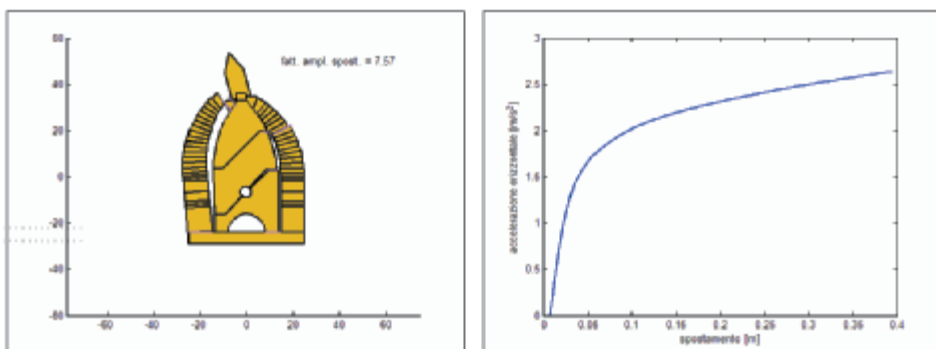 60
40
20
0
-20
-40
-60
-60 -40 -20 0 20 40 60
fatt. ampl. spost. = 7.57
accelerazione orizzontale [m/s²]
3
2.5
2
1.5
1
0.5
0
0 0.05 0.1 0.15 0.2 0.25 0.3 0.35 0.4
spostamento [m]